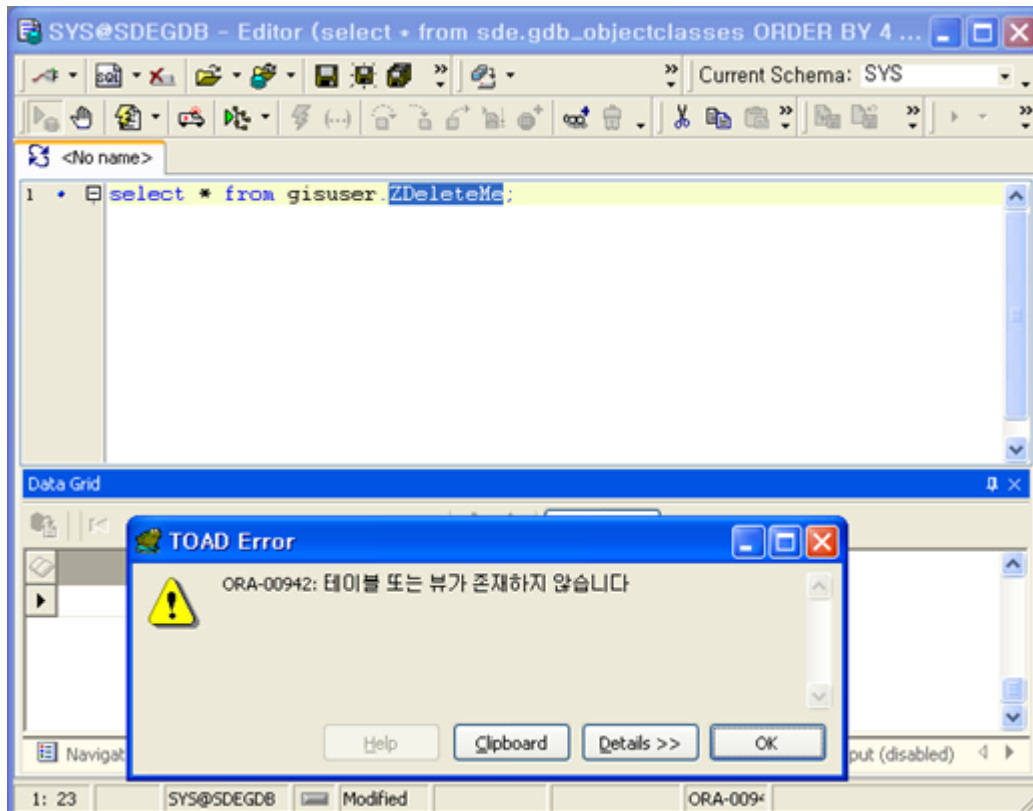 SYS@SDEGDB - Editor (select * from sde.gdb_objectclasses ORDER BY 4 ...
sql
Current Schema: SYS
<No name>
1 select * from gisuser.ZDeleteMe;
Data Grid
TOAD Error
ORA-00942: 테이블 또는 뷰가 존재하지 않습니다
Help Clipboard Details >> OK
Navigat put (disabled)
1: 23 SYS@SDEGDB Modified ORA-009